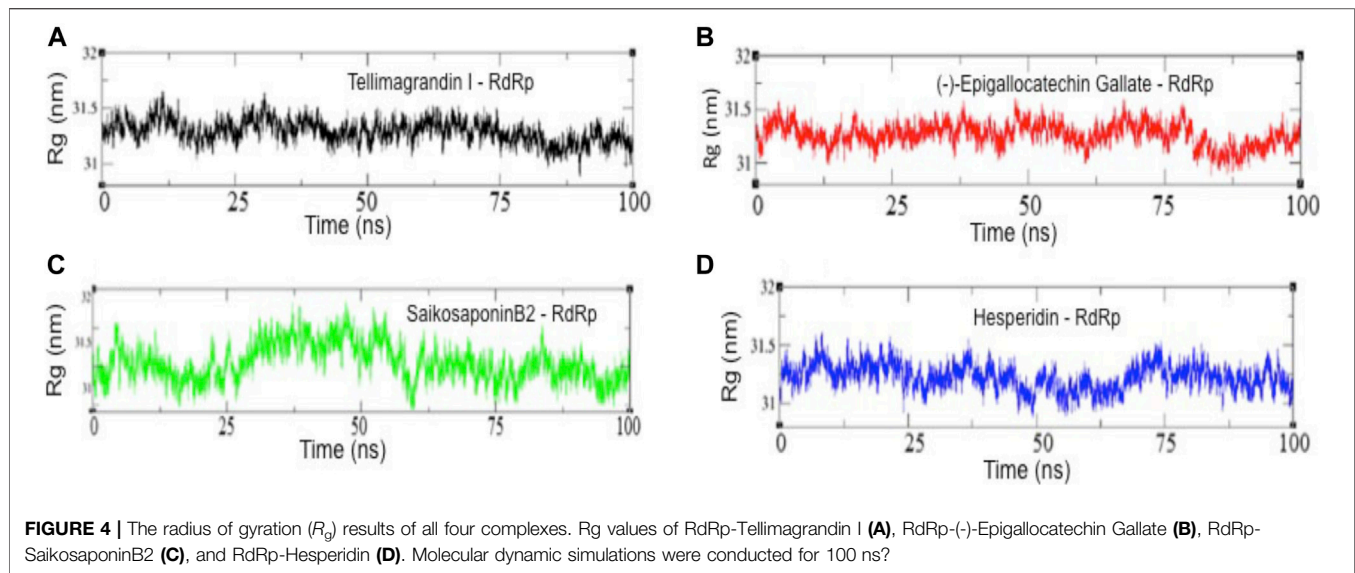 A
32
31.5
31
Rg (nm)
Tellimagrandin I - RdRp
0
25
50
75
100
Time (ns)
B
32
31.5
31
Rg (nm)
(-)-Epigallocatechin Gallate - RdRp
0
25
50
75
100
Time (ns)
C
32
31.5
31
Rg (nm)
SaikosaponinB2 - RdRp
0
25
50
75
100
Time (ns)
D
32
31.5
31
Rg (nm)
Hesperidin - RdRp
0
25
50
75
100
Time (ns)
FIGURE 4 | The radius of gyration (Rg) results of all four complexes. Rg values of RdRp-Tellimagrandin I (A), RdRp-(-)-Epigallocatechin Gallate (B), RdRp-
SaikosaponinB2 (C), and RdRp-Hesperidin (D). Molecular dynamic simulations were conducted for 100 ns?